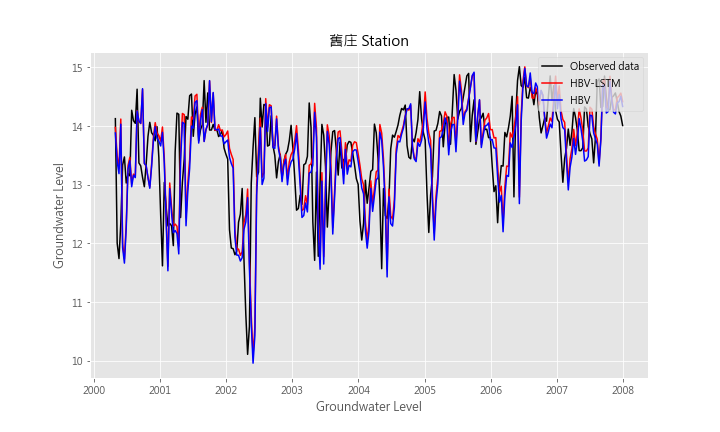 舊庄 Station
Observed data
HBV-LSTM
HBV
Groundwater Level
15
14
13
12
11
10
2000 2001 2002 2003 2004 2005 2006 2007 2008
Groundwater Level